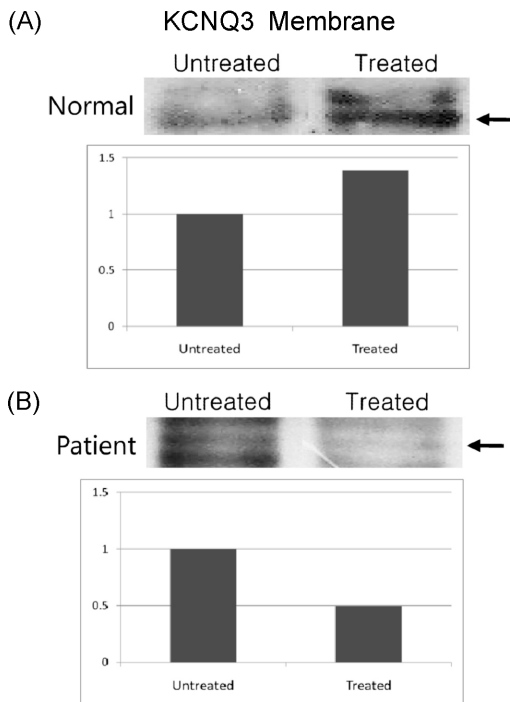 (A) KCNQ3 Membrane
Untreated Treated
Normal
1.5
1
0.5
0
Untreated Treated
(B)
Untreated Treated
Patient
1.5
1
0.5
0
Untreated Treated